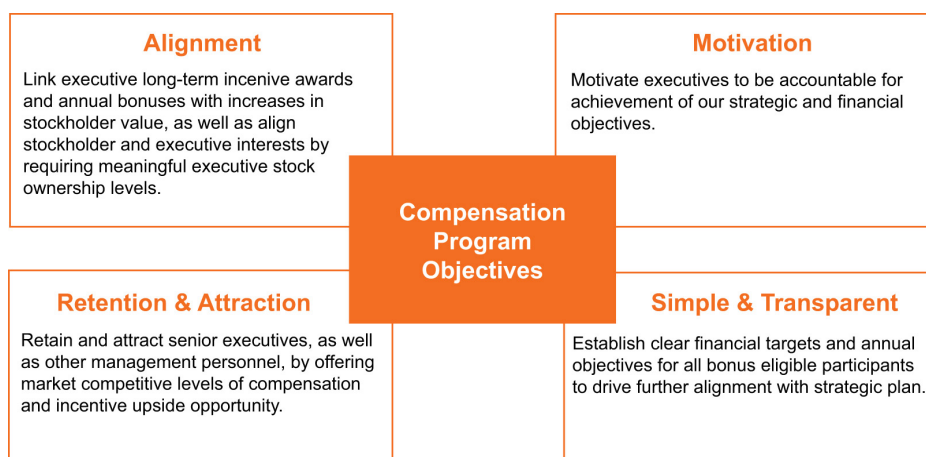 Alignment
Link executive long-term incenive awards
and annual bonuses with increases in
stockholder value, as well as align
stockholder and executive interests by
requiring meaningful executive stock
ownership levels.
Motivation
Motivate executives to be accountable for
achievement of our strategic and financial
objectives.
Compensation
Program
Objectives
Retention & Attraction
Retain and attract senior executives, as well
as other management personnel, by offering
market competitive levels of compensation
and incentive upside opportunity.
Simple & Transparent
Establish clear financial targets and annual
objectives for all bonus eligible participants
to drive further alignment with strategic plan.